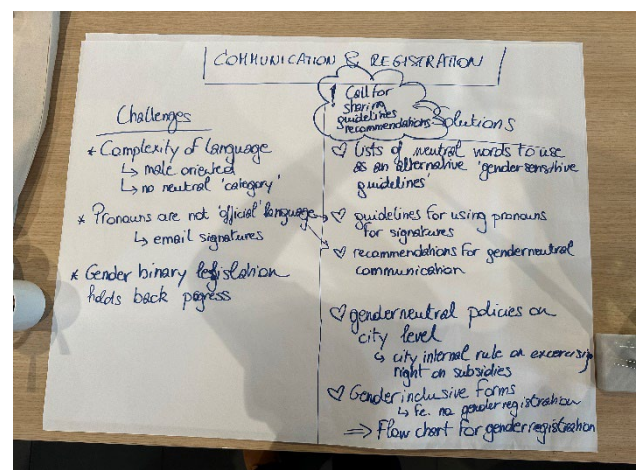 COMMUNICATION & REGISTRATION
! Call for
sharing
guidelines
recommendations
Challenges
* Complexity of language
↳ male oriented
↳ no neutral 'category'
* Pronouns are not 'official' language
↳ email signatures
* Gender binary legislation
holds back progress
Solutions
♡ Lists of neutral words to use
as an alternative 'gendersensitive
guidelines'
♡ guidelines for using pronouns
for signatures
♡ recommendations for genderneutral
communication
♡ genderneutral policies on
city level
↳ city internal rule on excercising
right on subsidies
♡ Gender inclusive forms
↳ f.e. no gender registration
⇒ Flow chart for gender registration